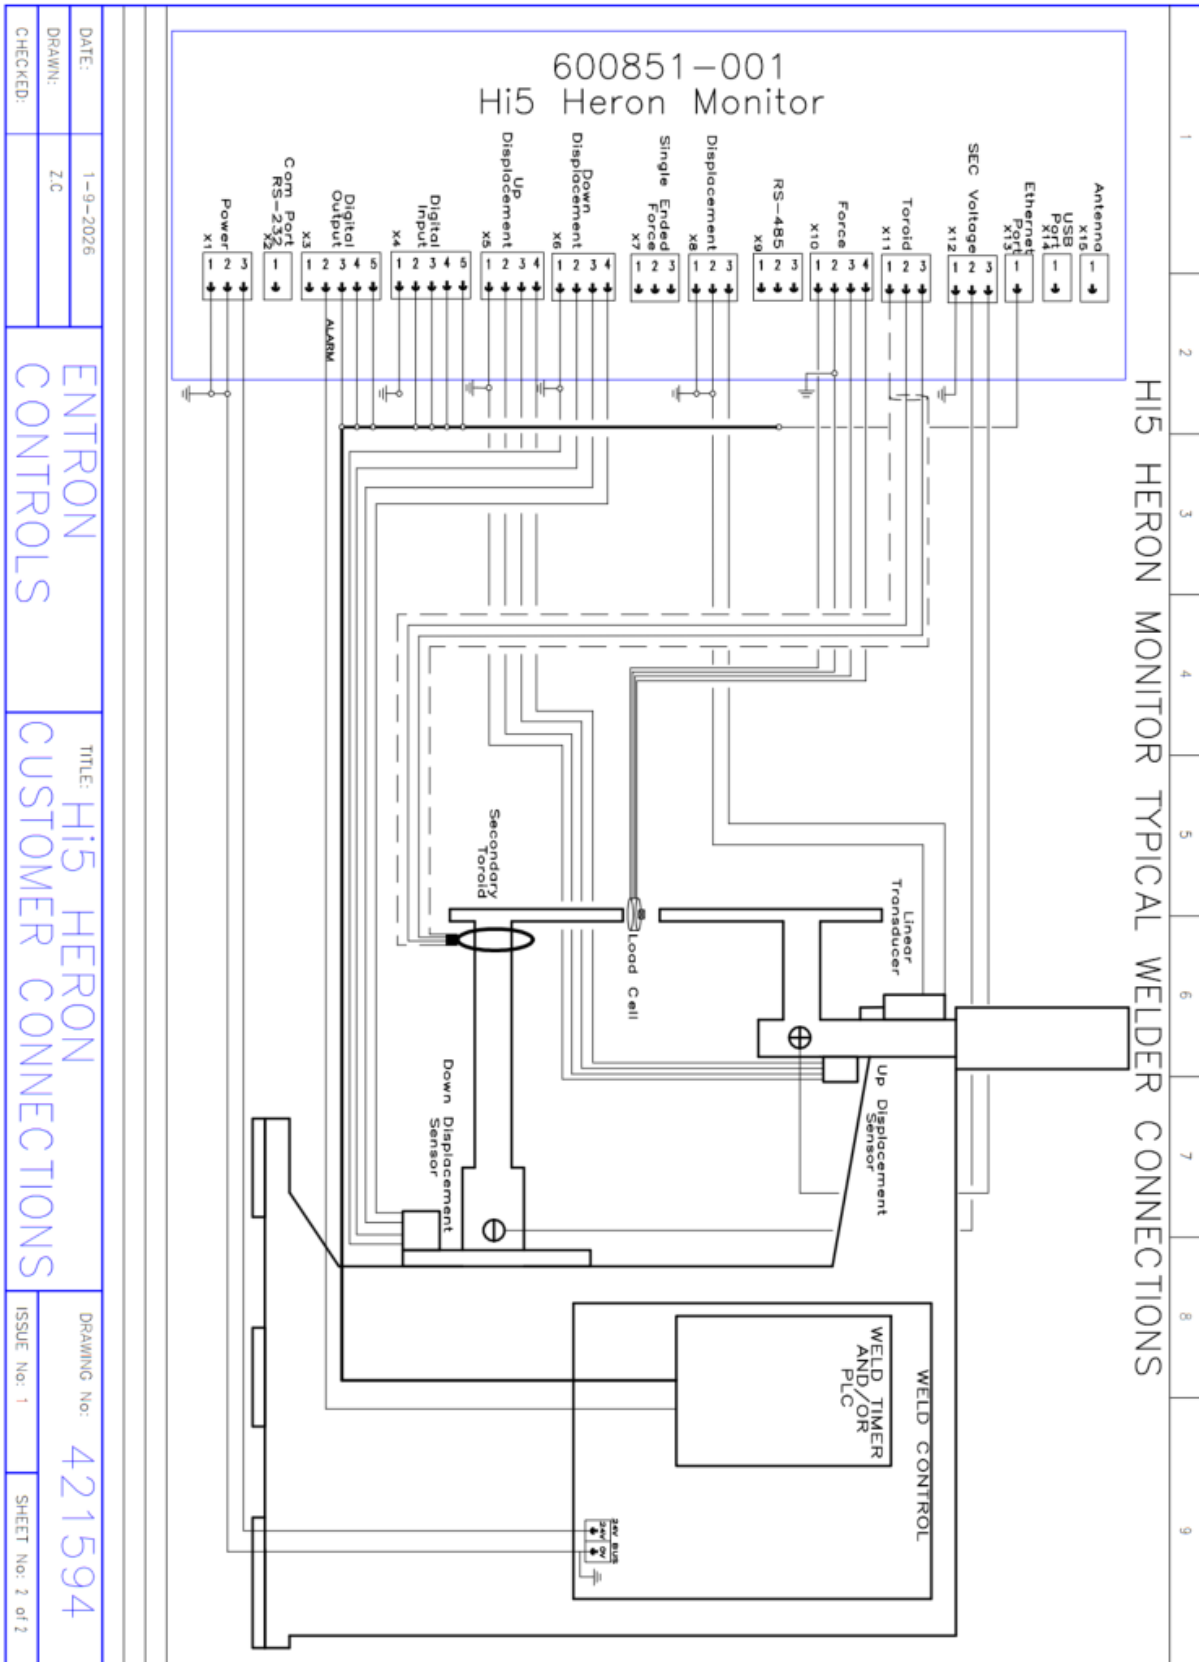 HI5 HERON MONITOR TYPICAL WELDER CONNECTIONS
1
2
3
4
5
6
7
8
9
600851-001
Hi5 Heron Monitor
Antenna
X15
1
USB
Port
X14
1
Ethernet
Port
X13
1
SEC Voltage
X12
1 2 3
Toroid
X11
1 2 3
Force
X10
1 2 3 4
RS-485
X9
1 2 3
Displacement
X8
1 2 3
Single Ended
Force
X7
1 2 3
Down
Displacement
X6
1 2 3 4
Up
Displacement
X5
1 2 3 4
Digital
Input
X4
1 2 3 4 5
Digital
Output
X3
1 2 3 4 5
Com Port
RS-232
X2
1
Power
X1
1 2 3
ALARM
Linear
Transducer
Secondary
Toroid
Load Cell
Up Displacement
Sensor
Down Displacement
Sensor
WELD CONTROL
WELD TIMER
AND/OR
PLC
24V BUS
24V 0V
DATE: 1-9-2026
DRAWN: Z.C
CHECKED:
ENTRON
CONTROLS
TITLE: Hi5 HERON
CUSTOMER CONNECTIONS
DRAWING No: 421594
ISSUE No: 1
SHEET No: 2 of 2